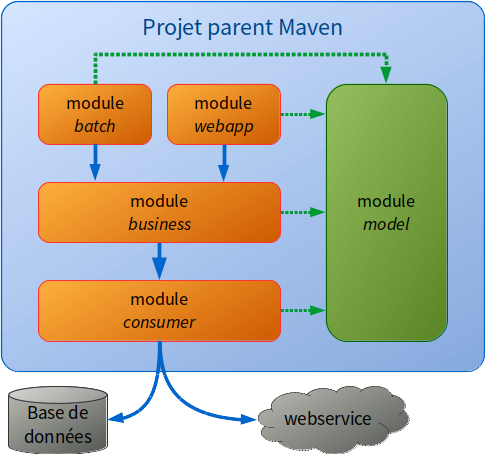 Projet parent Maven
module
batch
module
webapp
module
business
module
model
module
consumer
Base de
données
webservice